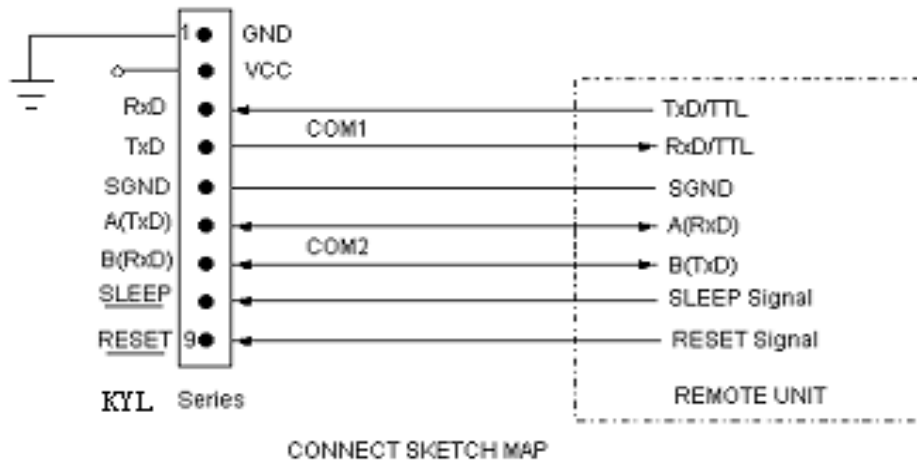 1 GND
VCC
RxD COM1 TxD/TTL
TxD RxD/TTL
SGND SGND
A(TxD) COM2 A(RxD)
B(RxD) B(TxD)
SLEEP SLEEP Signal
RESET 9 RESET Signal
KYL Series REMOTE UNIT
CONNECT SKETCH MAP